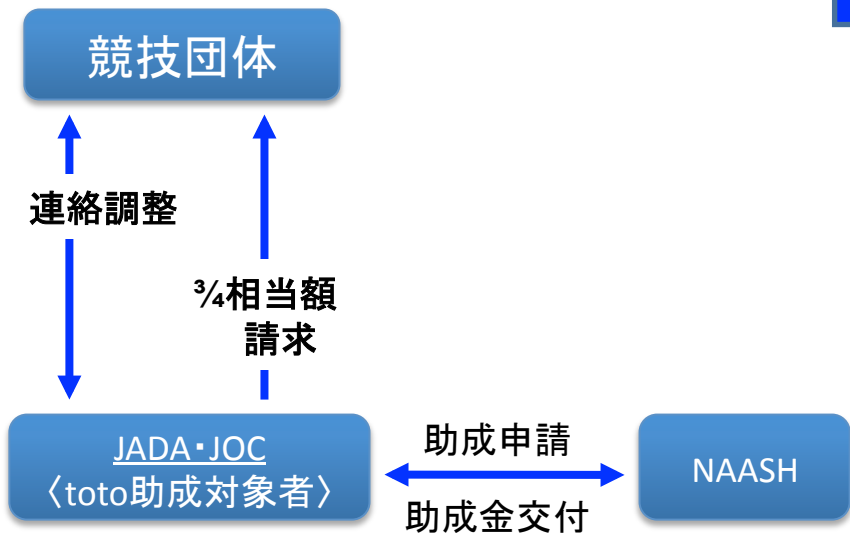 競技団体
連絡調整
¾相当額
請求
JADA・JOC
〈toto助成対象者〉
助成申請
助成金交付
NAASH